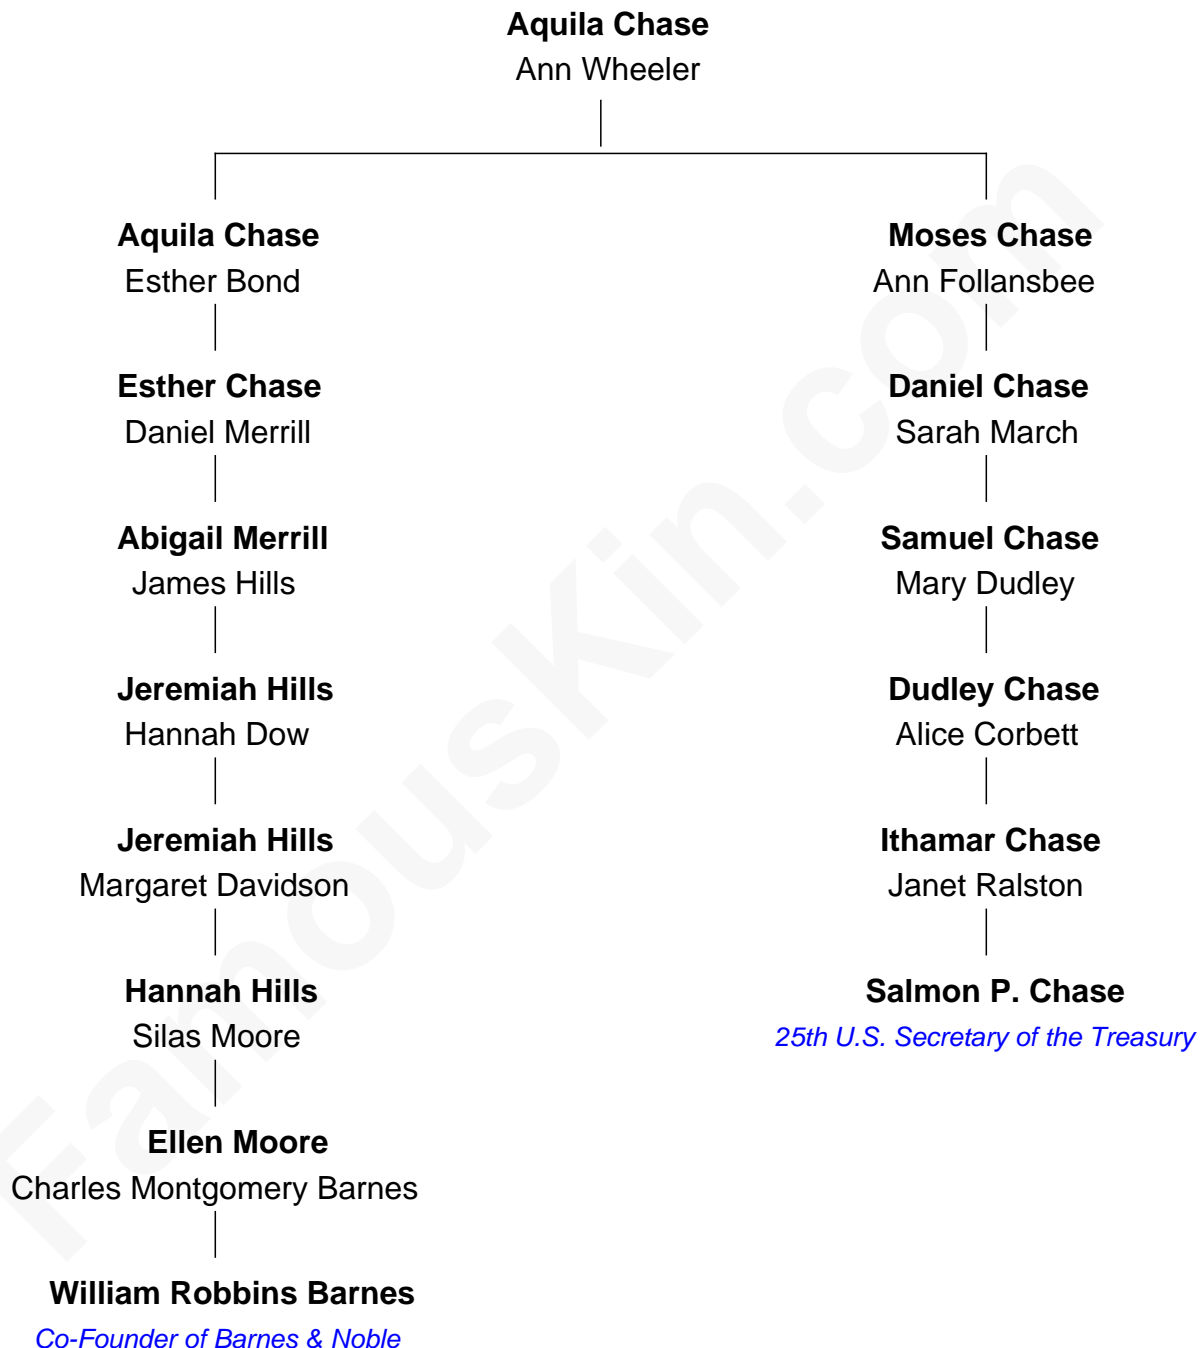 Aquila Chase
Ann Wheeler
Aquila Chase
Esther Bond
Esther Chase
Daniel Merrill
Abigail Merrill
James Hills
Jeremiah Hills
Hannah Dow
Jeremiah Hills
Margaret Davidson
Hannah Hills
Silas Moore
Ellen Moore
Charles Montgomery Barnes
William Robbins Barnes
Co-Founder of Barnes & Noble
Moses Chase
Ann Follansbee
Daniel Chase
Sarah March
Samuel Chase
Mary Dudley
Dudley Chase
Alice Corbett
Ithamar Chase
Janet Ralston
Salmon P. Chase
25th U.S. Secretary of the Treasury
FamousKin.com